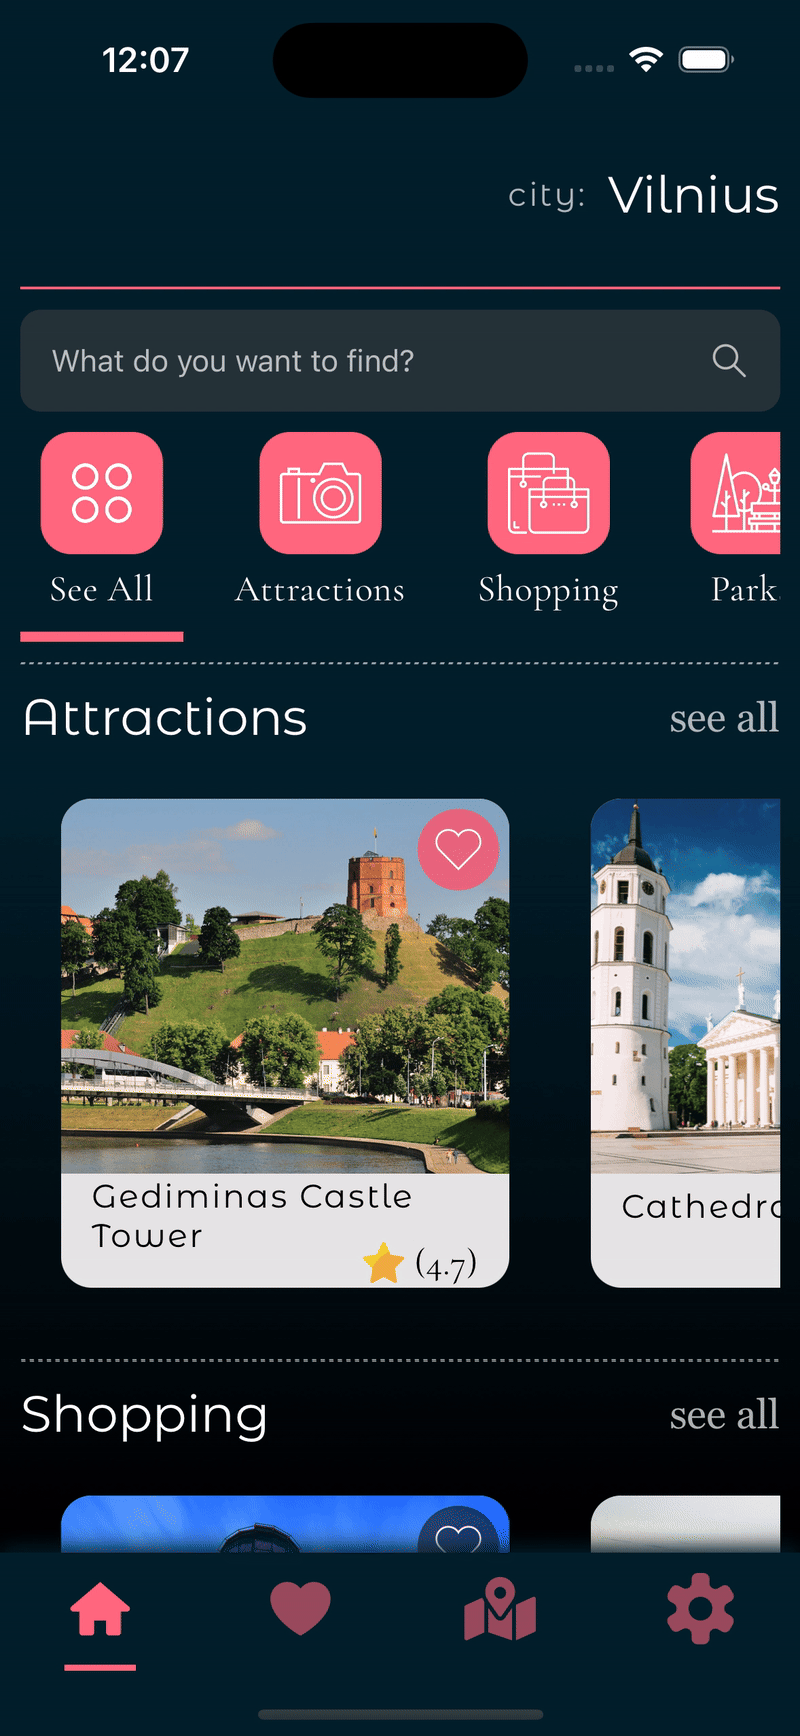 12:07
city: Vilnius
What do you want to find?
See All Attractions Shopping Park
Attractions see all
Gediminas Castle
Tower
(4.7)
Shopping see all